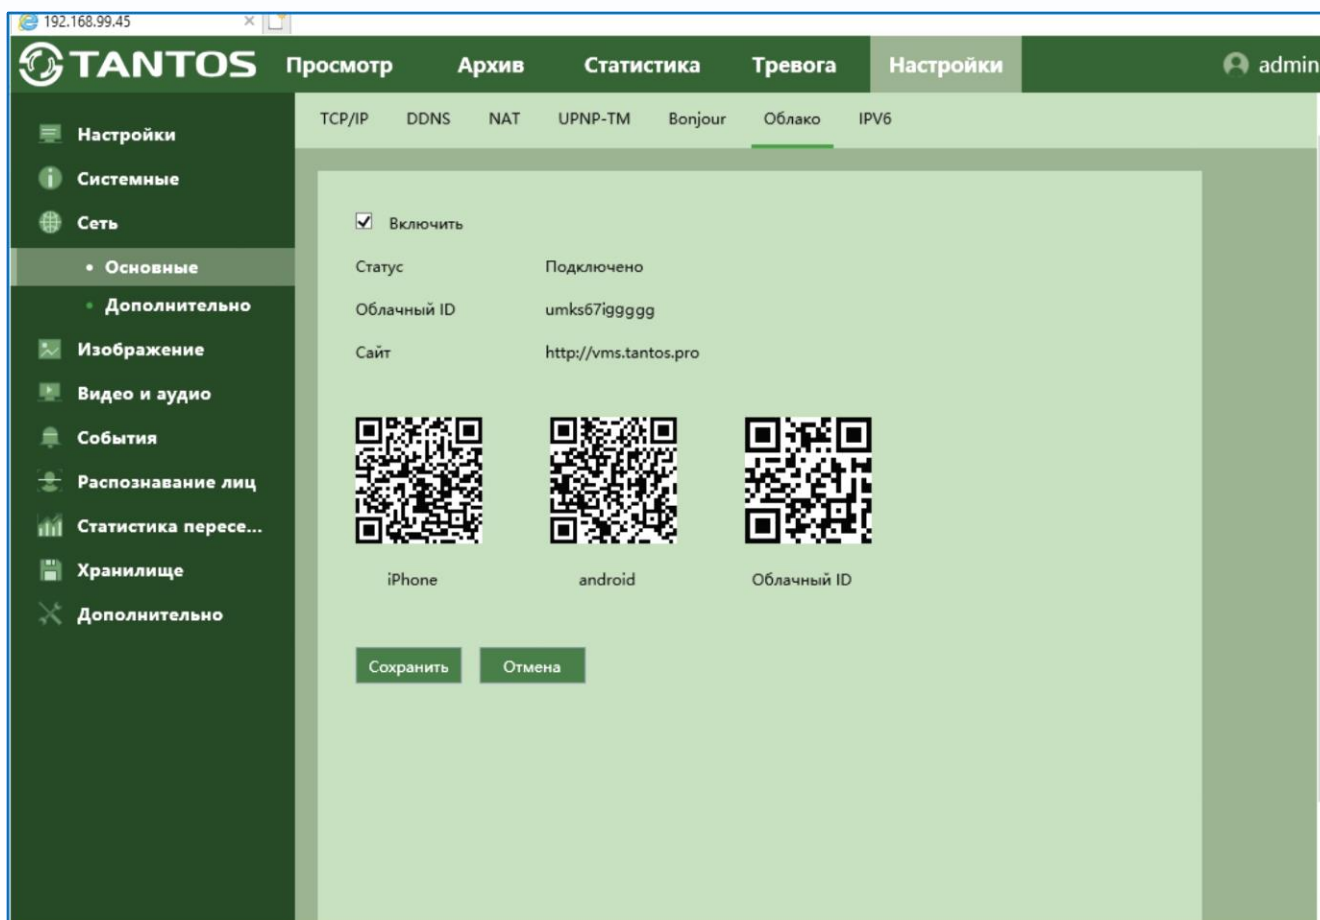 192.168.99.45
TANTOS Просмотр Архив Статистика Тревога Настройки admin
TCP/IP DDNS NAT UPNP-TM Bonjour Облако IPV6
Настройки
Системные
Сеть
Основные
Дополнительно
Изображение
Видео и аудио
События
Распознавание лиц
Статистика пересе...
Хранилище
Дополнительно
Включить
Статус Подключено
Облачный ID umks67iggggg
Сайт http://vms.tantos.pro
iPhone android Облачный ID
Сохранить Отмена